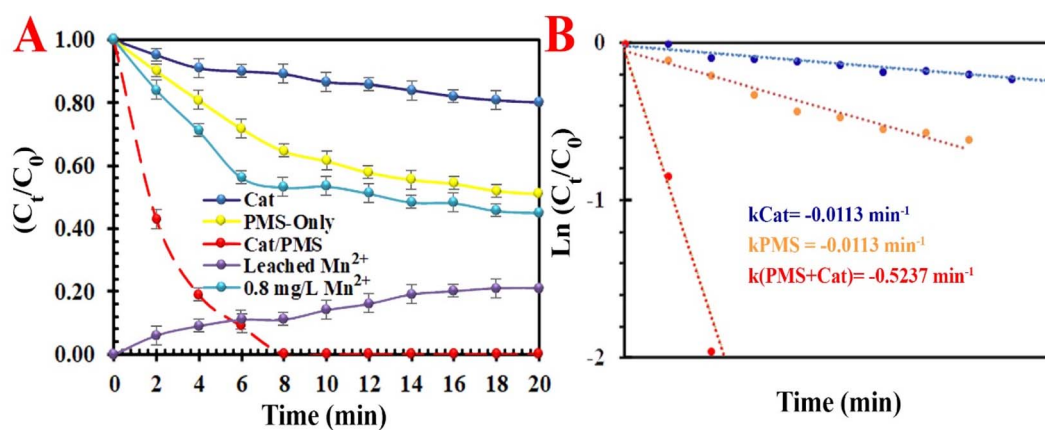 A
(Ct/C0)
1.00
0.80
0.60
0.40
0.20
0.00
Cat
PMS-Only
Cat/PMS
Leached Mn2+
0.8 mg/L Mn2+
0 2 4 6 8 10 12 14 16 18 20
Time (min)
B
Ln (Ct/C0)
0
-1
-2
kCat= -0.0113 min-1
kPMS = -0.0113 min-1
k(PMS+Cat)= -0.5237 min-1
Time (min)